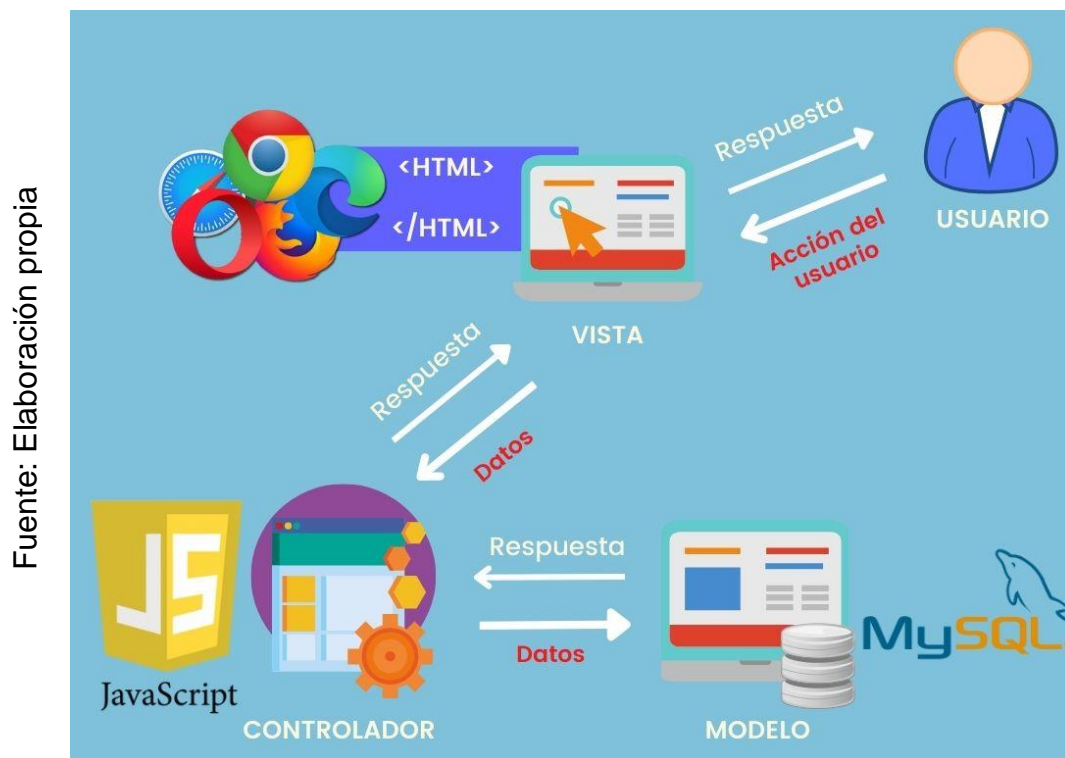 Fuente: Elaboración propia
Respuesta
<HTML>
</HTML>
USUARIO
Acción del
usuario
VISTA
Respuesta
Datos
JS
JavaScript
CONTROLADOR
Respuesta
Datos
MySQL
MODELO